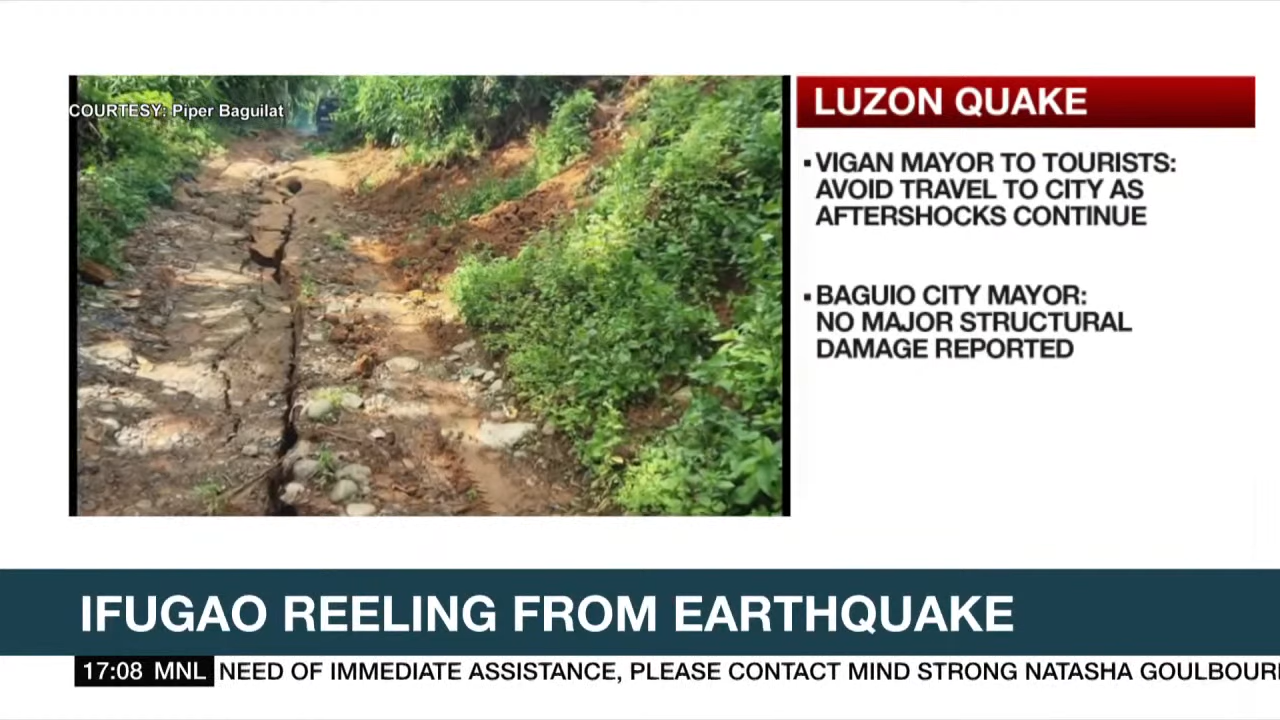 COURTESY: Piper Baguilat
LUZON QUAKE
▪VIGAN MAYOR TO TOURISTS:
AVOID TRAVEL TO CITY AS
AFTERSHOCKS CONTINUE
▪BAGUIO CITY MAYOR:
NO MAJOR STRUCTURAL
DAMAGE REPORTED
IFUGAO REELING FROM EARTHQUAKE
17:08 MNL NEED OF IMMEDIATE ASSISTANCE, PLEASE CONTACT MIND STRONG NATASHA